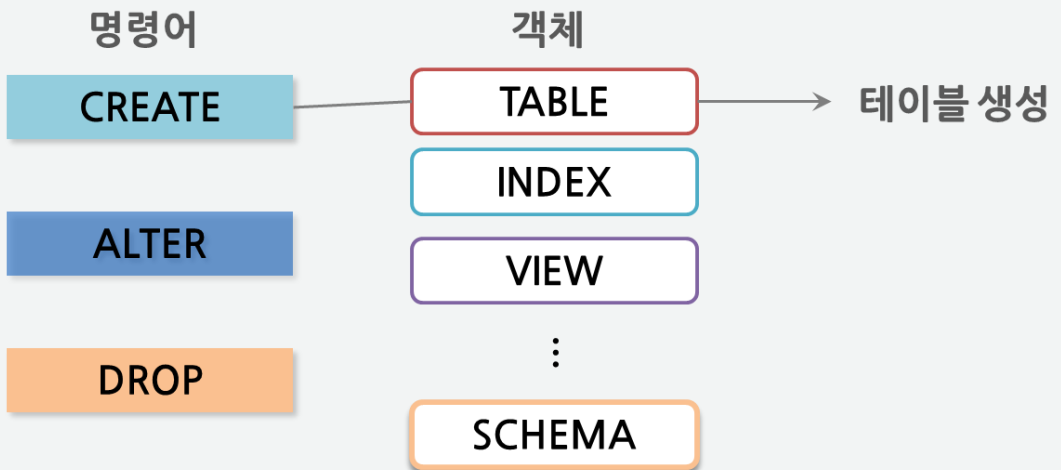 명령어
객체
CREATE
TABLE
테이블 생성
INDEX
ALTER
VIEW
⋮
DROP
SCHEMA